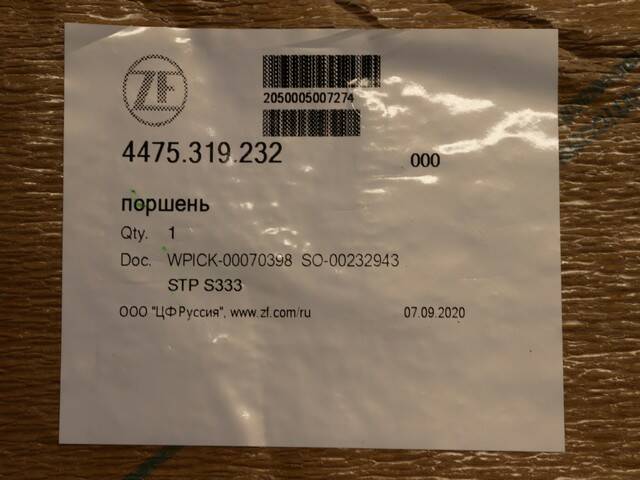 ZF
2050005007274
4475.319.232 000
поршень
Qty. 1
Doc. WPICK-00070398 SO-00232943
STP S333
ООО "ЦФ Руссия", www.zf.com/ru 07.09.2020